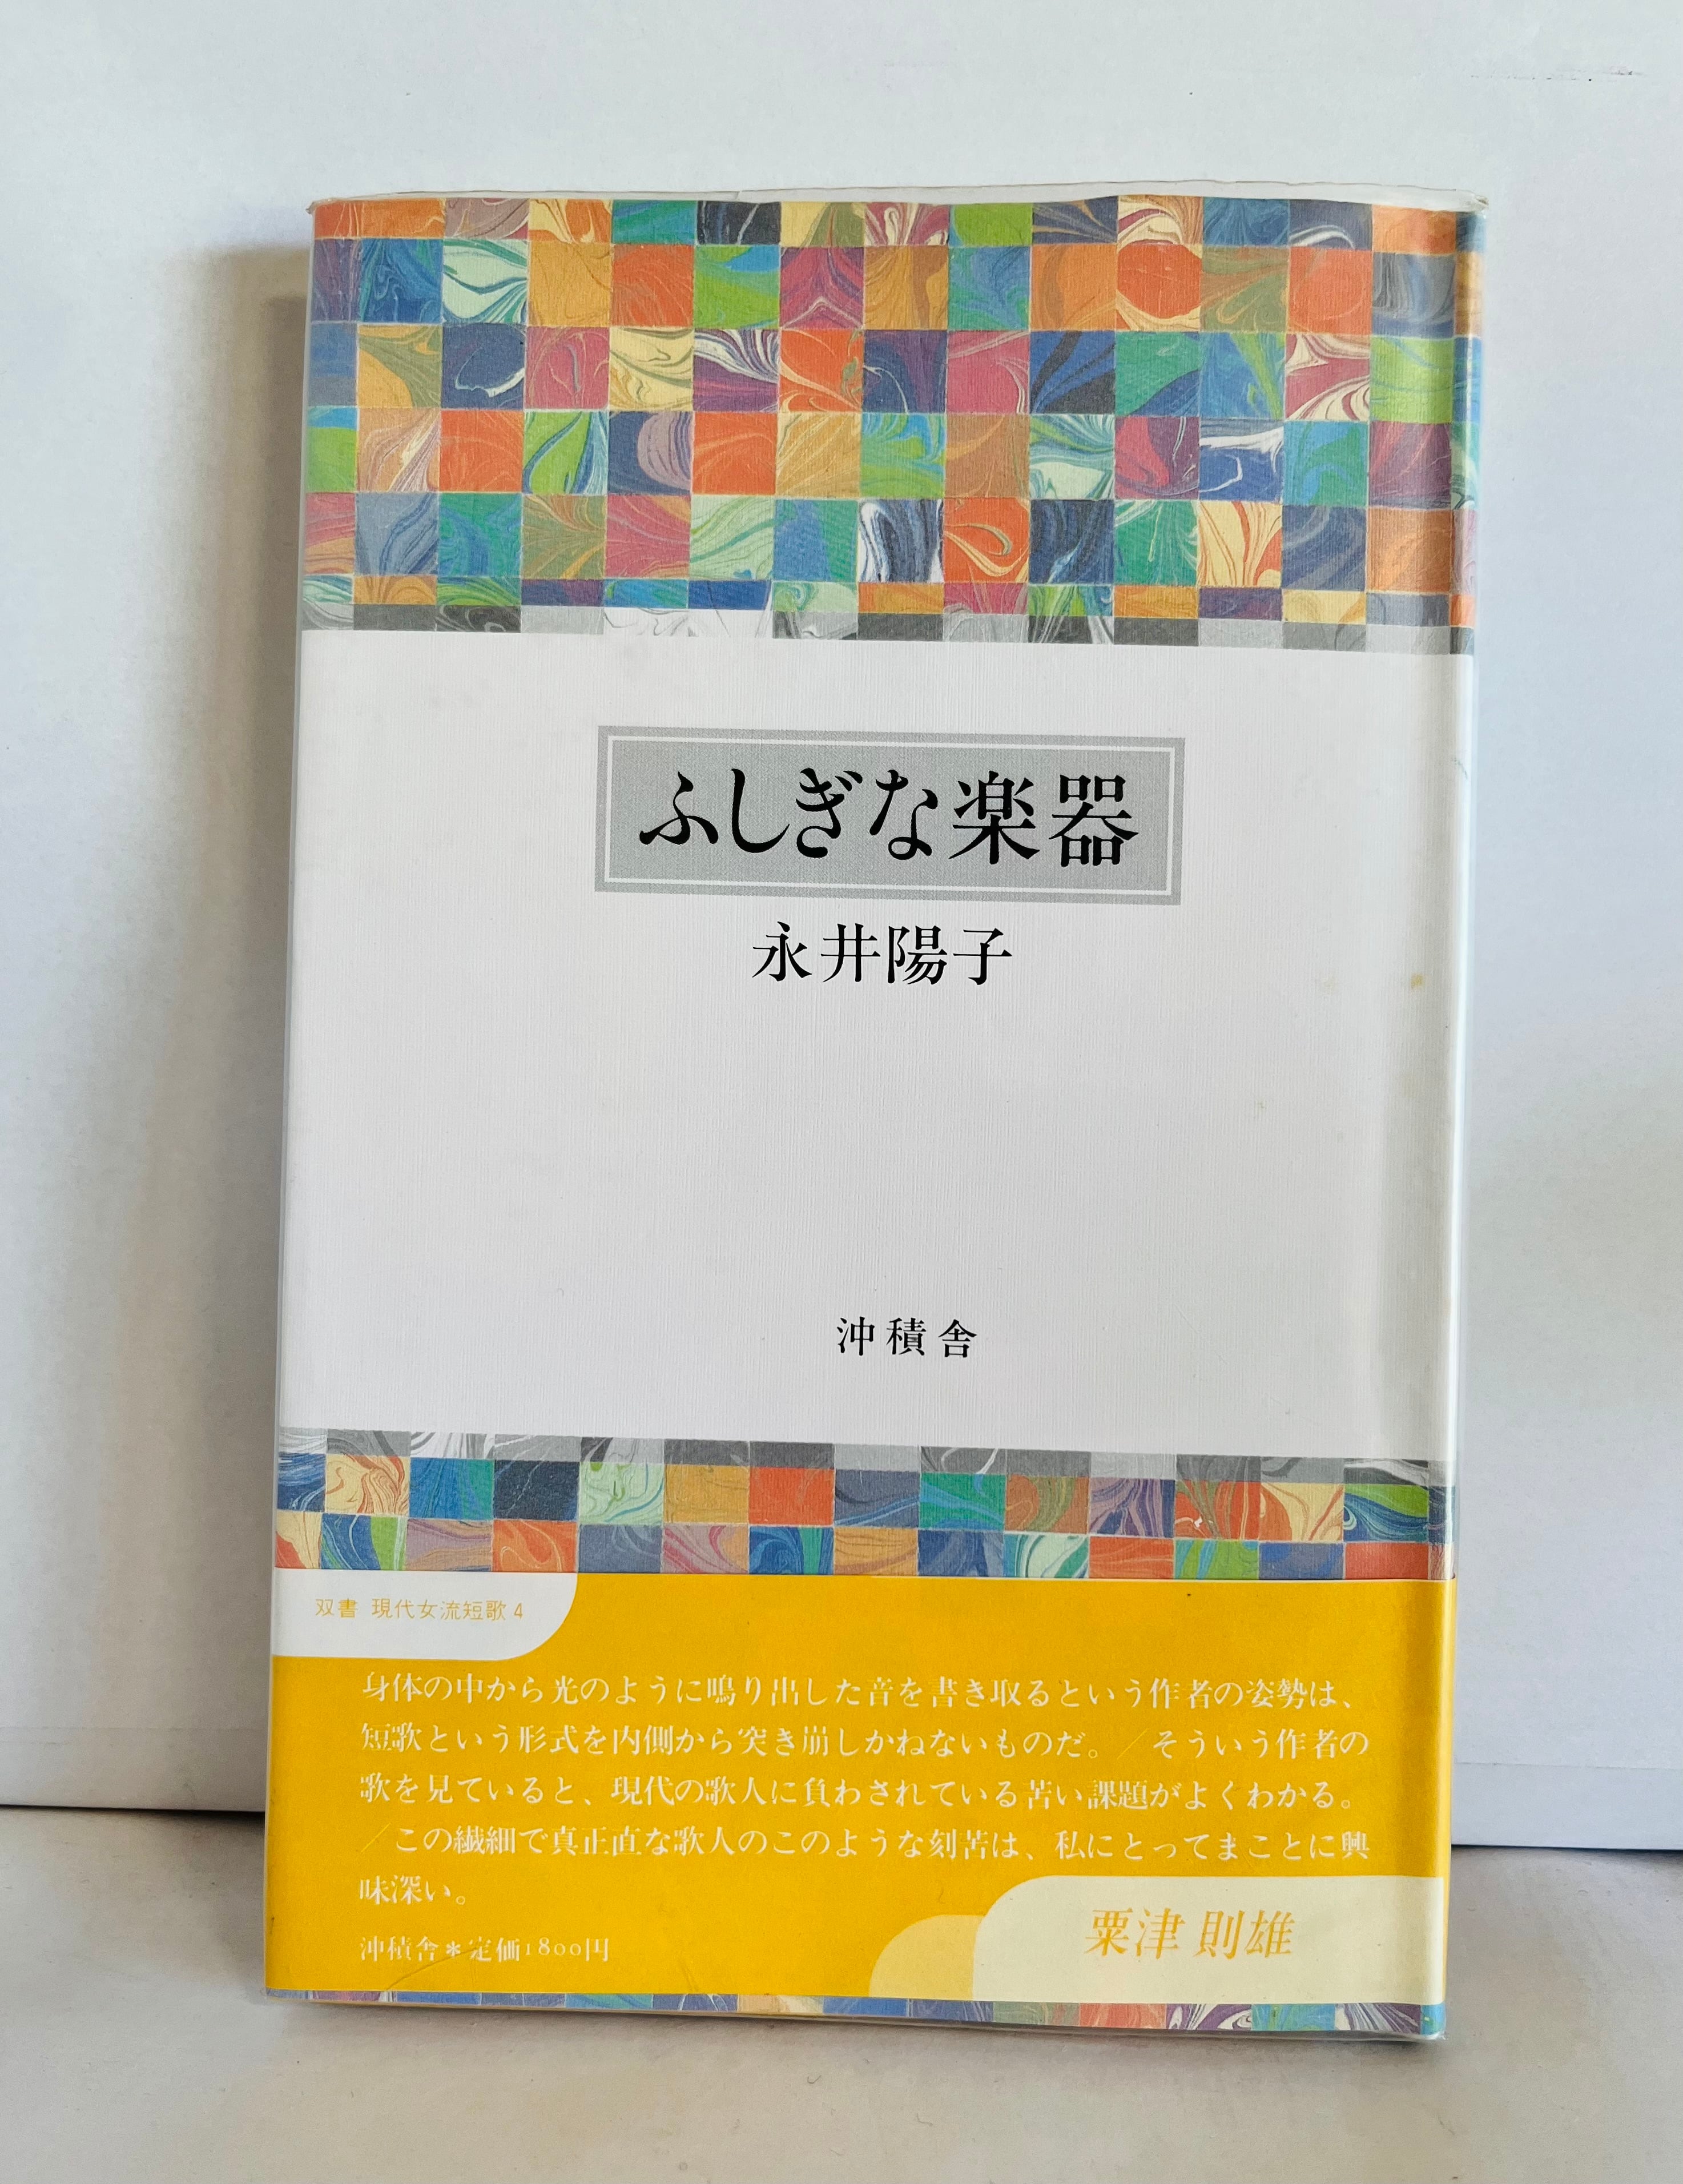 ふしぎな楽器
永井陽子
沖積舎
双書 現代女流短歌4
身体の中から光のように鳴り出した音を書き取るという作者の姿勢は、
短歌という形式を内側から突き崩しかねないものだ。／そういう作者の
歌を見ていると、現代の歌人に負わされている苦い課題がよくわかる。
／この繊細で真正直な歌人のこのような刻苦は、私にとってまことに興
味深い。
沖積舎＊定価1800円
粟津則雄